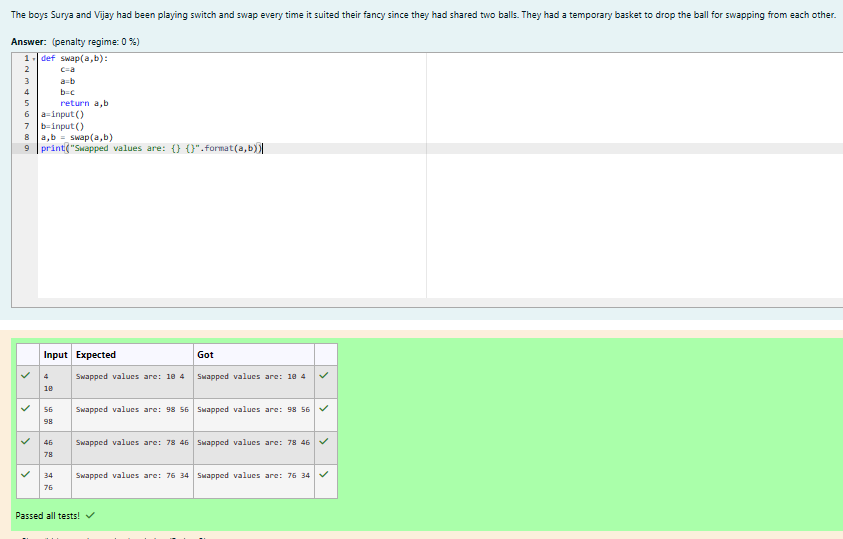 The boys Surya and Vijay had been playing switch and swap every time it suited their fancy since they had shared two balls. They had a temporary basket to drop the ball for swapping from each other.
Answer: (penalty regime: 0 %)
1 def swap(a,b):
2 c=a
3 a=b
4 b=c
5 return a,b
6 a=input()
7 b=input()
8 a,b = swap(a,b)
9 print("Swapped values are: {} {}".format(a,b))
Input Expected Got
4 Swapped values are: 10 4 Swapped values are: 10 4
10
56 Swapped values are: 98 56 Swapped values are: 98 56
98
46 Swapped values are: 78 46 Swapped values are: 78 46
78
34 Swapped values are: 76 34 Swapped values are: 76 34
76
Passed all tests!